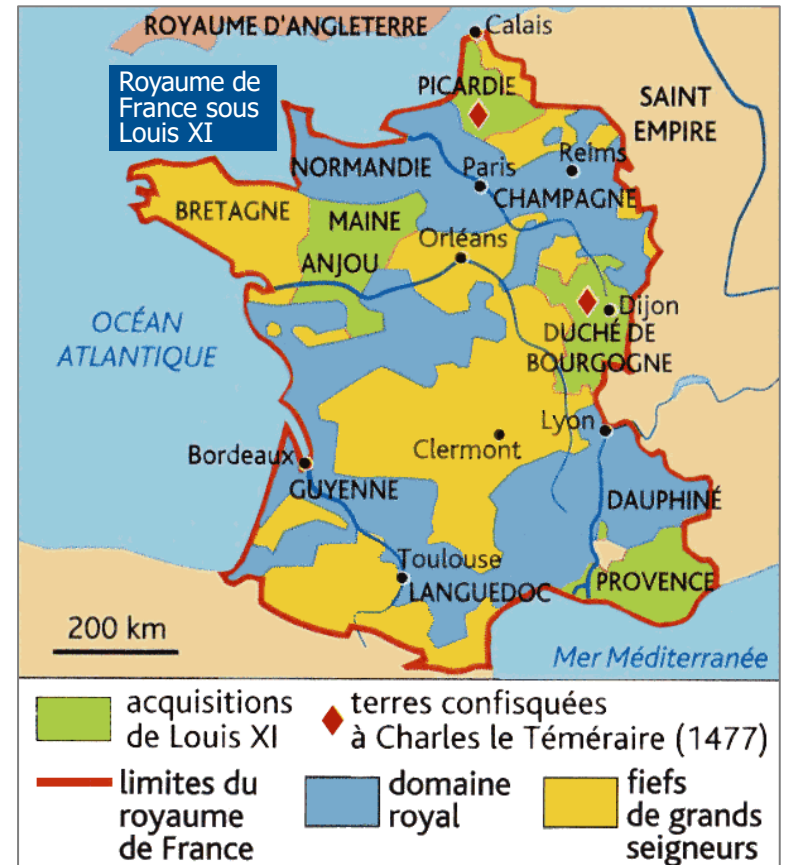 ROYAUME D'ANGLETERRE
Calais
Royaume de
France sous
Louis XI
PICARDIE
SAINT
EMPIRE
NORMANDIE
Paris
Reims
CHAMPAGNE
BRETAGNE
MAINE
Orléans
ANJOU
OCÉAN
ATLANTIQUE
Dijon
DUCHÉ DE
BOURGOGNE
Lyon
Clermont
Bordeaux
GUYENNE
DAUPHINÉ
Toulouse
LANGUEDOC
PROVENCE
200 km
Mer Méditerranée
acquisitions
de Louis XI
terres confisquées
à Charles le Téméraire (1477)
limites du
royaume
de France
domaine
royal
fiefs
de grands
seigneurs